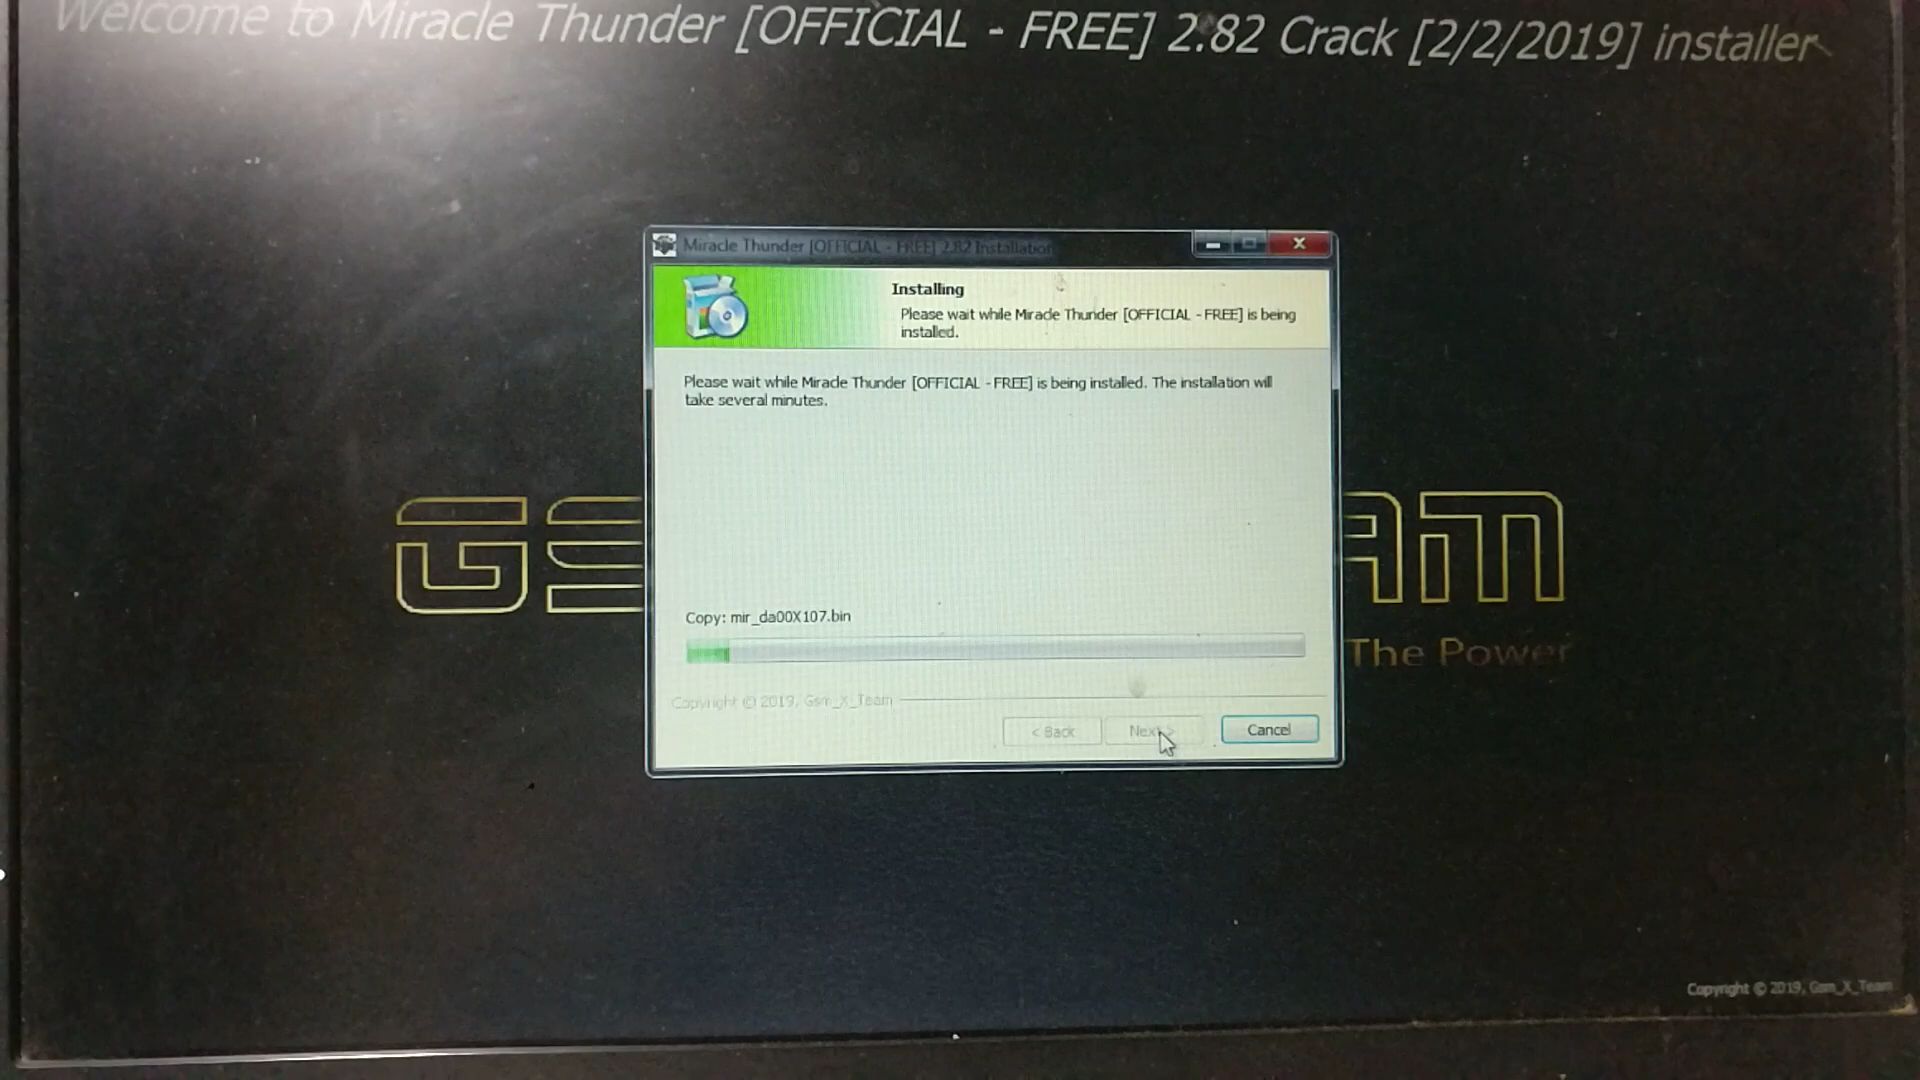 Welcome to Miracle Thunder [OFFICIAL - FREE] 2.82 Crack [2/2/2019] installer
Miracle Thunder [OFFICIAL - FREE] 2.82 Installation
Installing
Please wait while Miracle Thunder [OFFICIAL - FREE] is being
installed.
Please wait while Miracle Thunder [OFFICIAL - FREE] is being installed. The installation will
take several minutes.
GS
AM
Copy: mir_da00X107.bin
The Power
Copyright © 2019, Gsm_X_Team
< Back
Next >
Cancel
Copyright © 2019, Gsm_X_Team